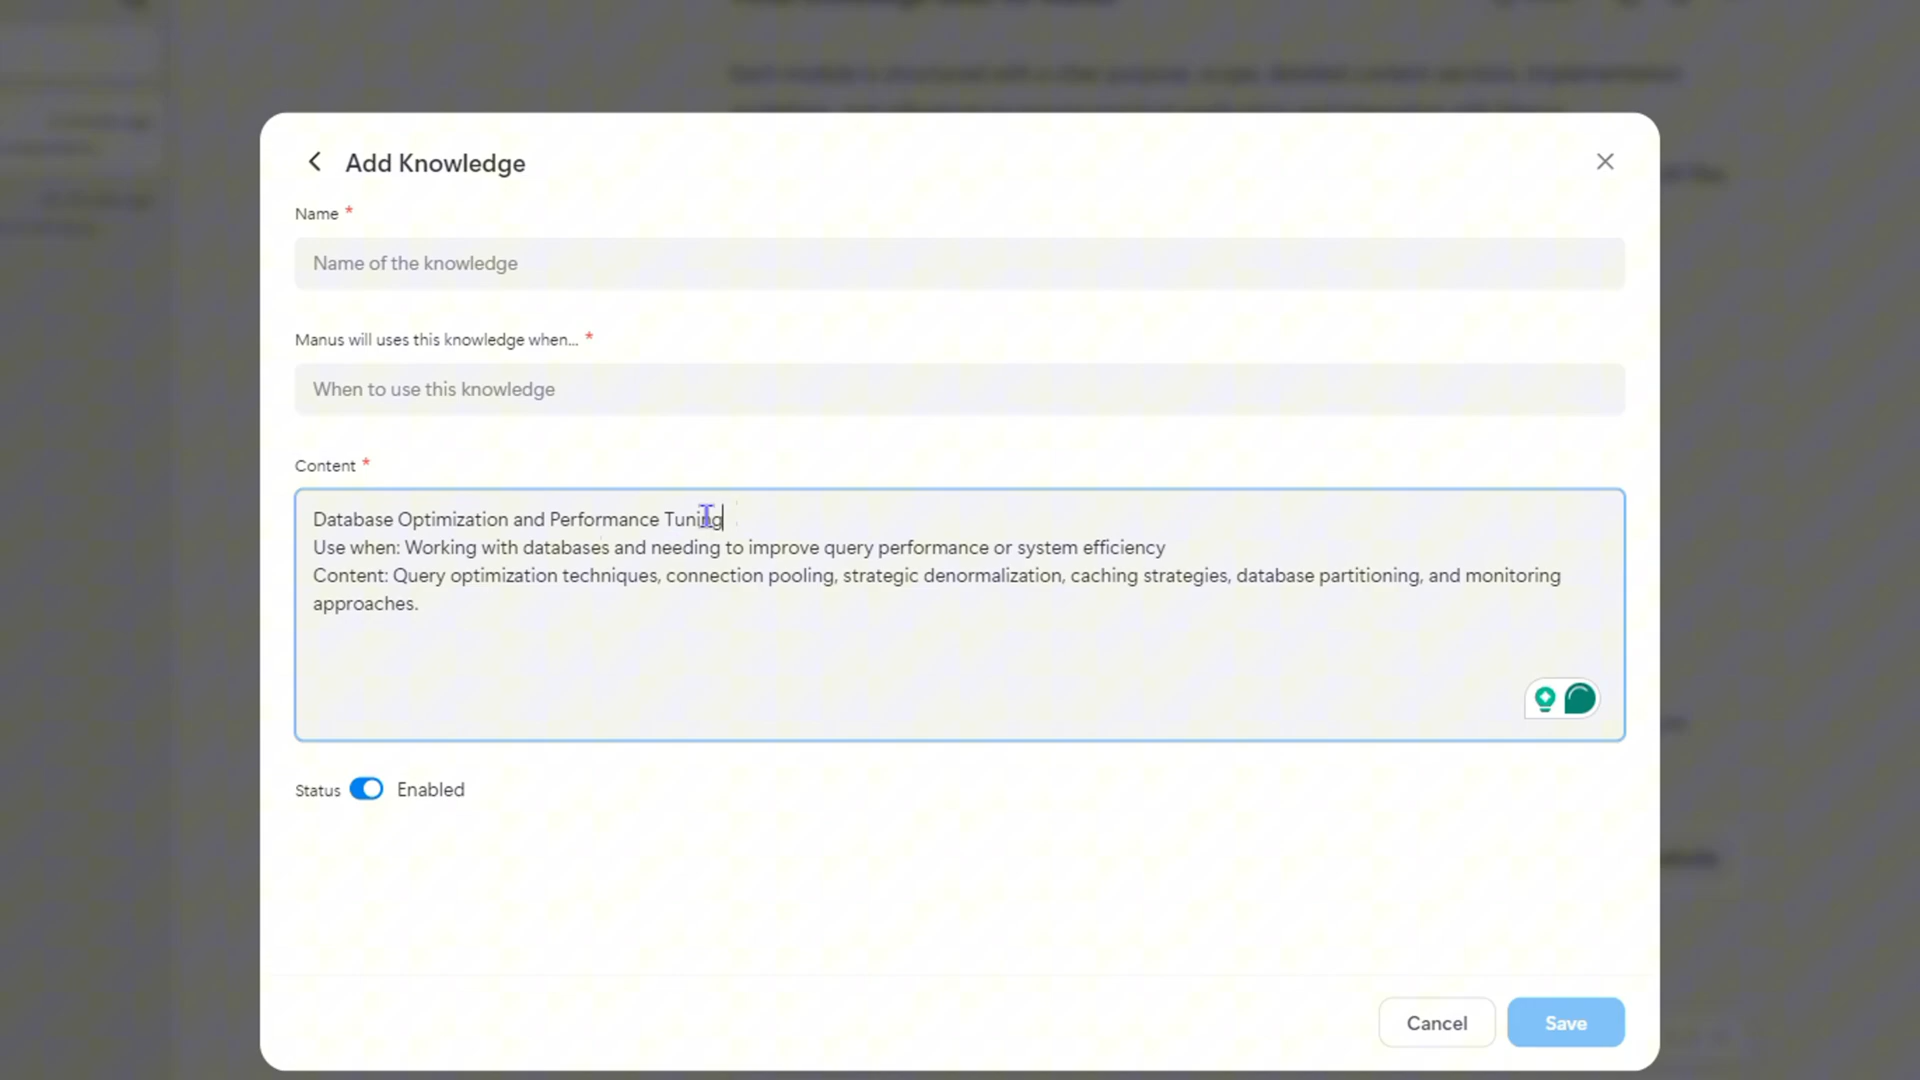 Add Knowledge
Name *
Name of the knowledge
Manus will uses this knowledge when... *
When to use this knowledge
Content *
Database Optimization and Performance Tuning
Use when: Working with databases and needing to improve query performance or system efficiency
Content: Query optimization techniques, connection pooling, strategic denormalization, caching strategies, database partitioning, and monitoring
approaches.
Status Enabled
Cancel Save